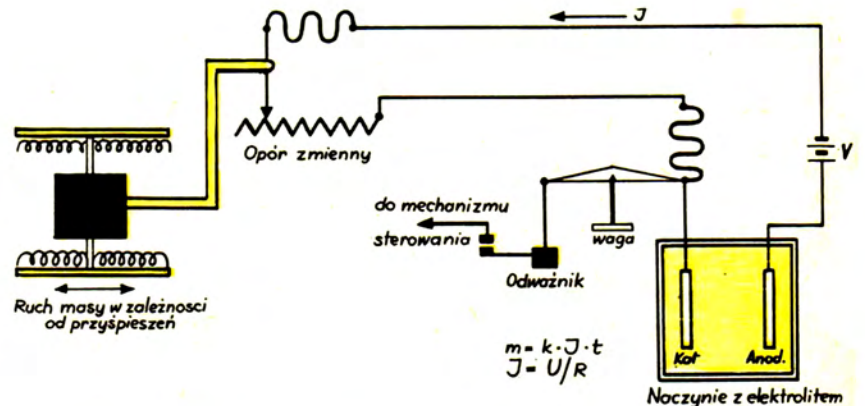 J
V
Opór zmienny
do mechanizmu
sterowania
waga
Odważnik
Ruch masy w zależności
od przyśpieszeń
m = k · J · t
J = U/R
Kat Anod.
Naczynie z elektrolitem